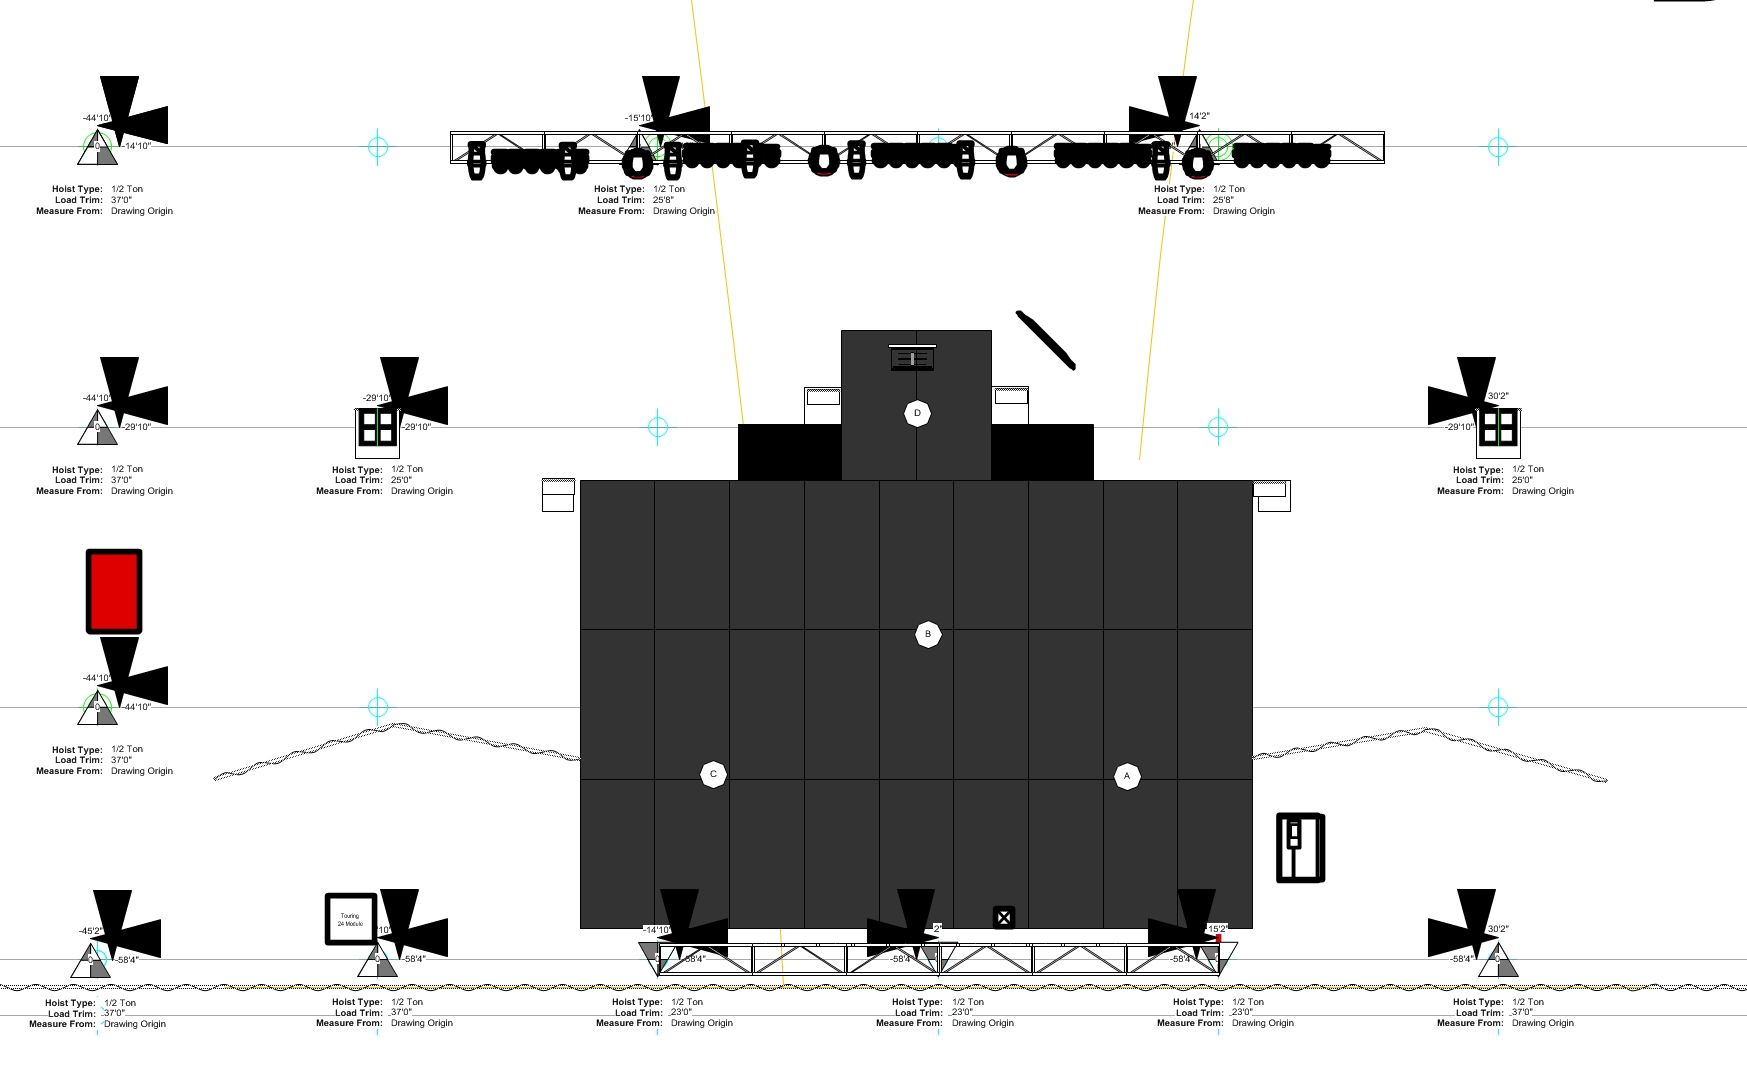 -44'10"
-15'10"
14'2"
0
-14'10"
Hoist Type: 1/2 Ton
Load Trim: 37'0"
Measure From: Drawing Origin
Hoist Type: 1/2 Ton
Load Trim: 25'8"
Measure From: Drawing Origin
Hoist Type: 1/2 Ton
Load Trim: 25'8"
Measure From: Drawing Origin
-44'10"
-29'10"
30'2"
D
0
-29'10"
-29'10"
-29'10"
Hoist Type: 1/2 Ton
Load Trim: 37'0"
Measure From: Drawing Origin
Hoist Type: 1/2 Ton
Load Trim: 25'0"
Measure From: Drawing Origin
Hoist Type: 1/2 Ton
Load Trim: 25'0"
Measure From: Drawing Origin
B
-44'10"
0
-44'10"
Hoist Type: 1/2 Ton
Load Trim: 37'0"
Measure From: Drawing Origin
C
A
Touring
24 Module
-45'2"
10"
-14'10"
2"
15'2"
30'2"
0
-58'4"
0
-58'4"
58'4"
-58'4
-58'4
-58'4"
0
Hoist Type: 1/2 Ton
Load Trim: 37'0"
Measure From: Drawing Origin
Hoist Type: 1/2 Ton
Load Trim: 37'0"
Measure From: Drawing Origin
Hoist Type: 1/2 Ton
Load Trim: 23'0"
Measure From: Drawing Origin
Hoist Type: 1/2 Ton
Load Trim: 23'0"
Measure From: Drawing Origin
Hoist Type: 1/2 Ton
Load Trim: 23'0"
Measure From: Drawing Origin
Hoist Type: 1/2 Ton
Load Trim: 37'0"
Measure From: Drawing Origin